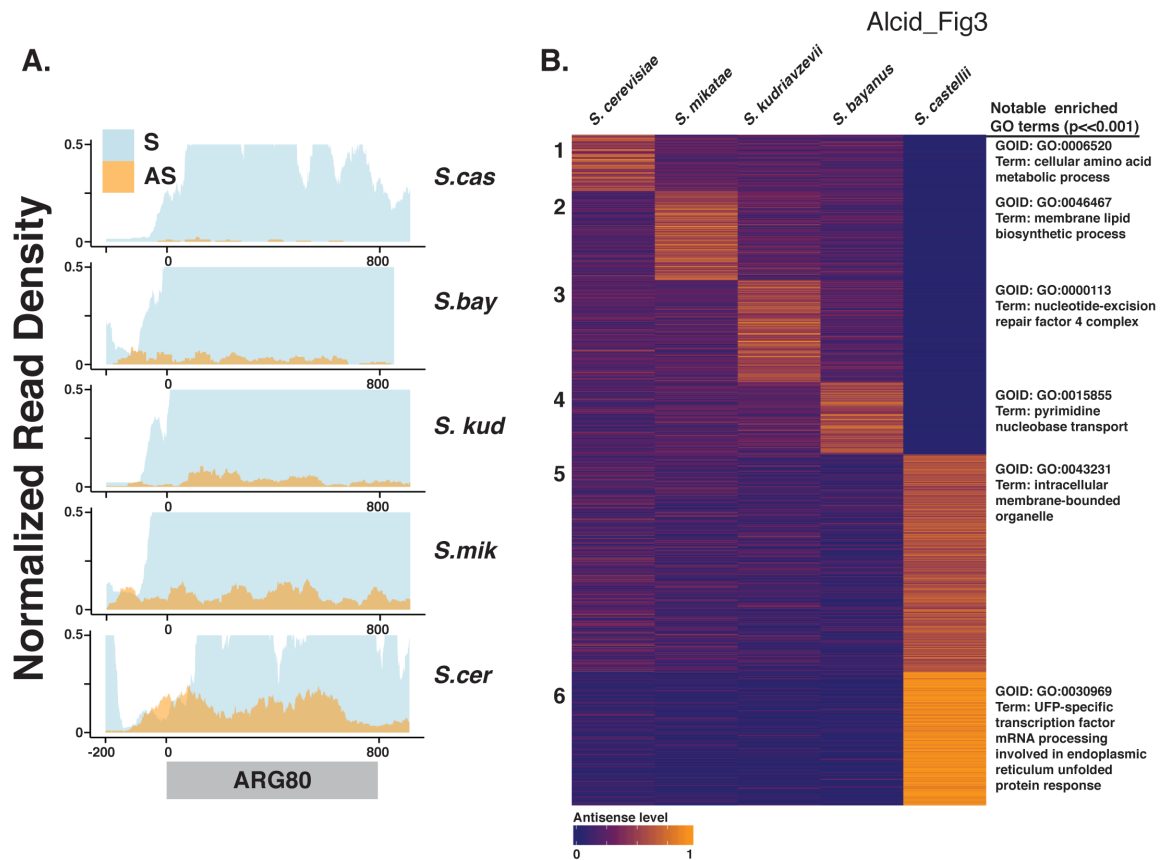 Alcid_Fig3
A.
Normalized Read Density
S
AS
0.5
0
0
800
S.cas
0.5
0
0
800
S.bay
0.5
0
0
800
S. kud
0.5
0
0
800
S.mik
0.5
0
-200
0
800
S.cer
ARG80
B.
S. cerevisiae
S. mikatae
S. kudriavzevii
S. bayanus
S. castellii
Notable enriched
GO terms (p<<0.001)
1
GOID: GO:0006520
Term: cellular amino acid
metabolic process
2
GOID: GO:0046467
Term: membrane lipid
biosynthetic process
3
GOID: GO:0000113
Term: nucleotide-excision
repair factor 4 complex
4
GOID: GO:0015855
Term: pyrimidine
nucleobase transport
5
GOID: GO:0043231
Term: intracellular
membrane-bounded
organelle
6
GOID: GO:0030969
Term: UFP-specific
transcription factor
mRNA processing
involved in endoplasmic
reticulum unfolded
protein response
Antisense level
0
1